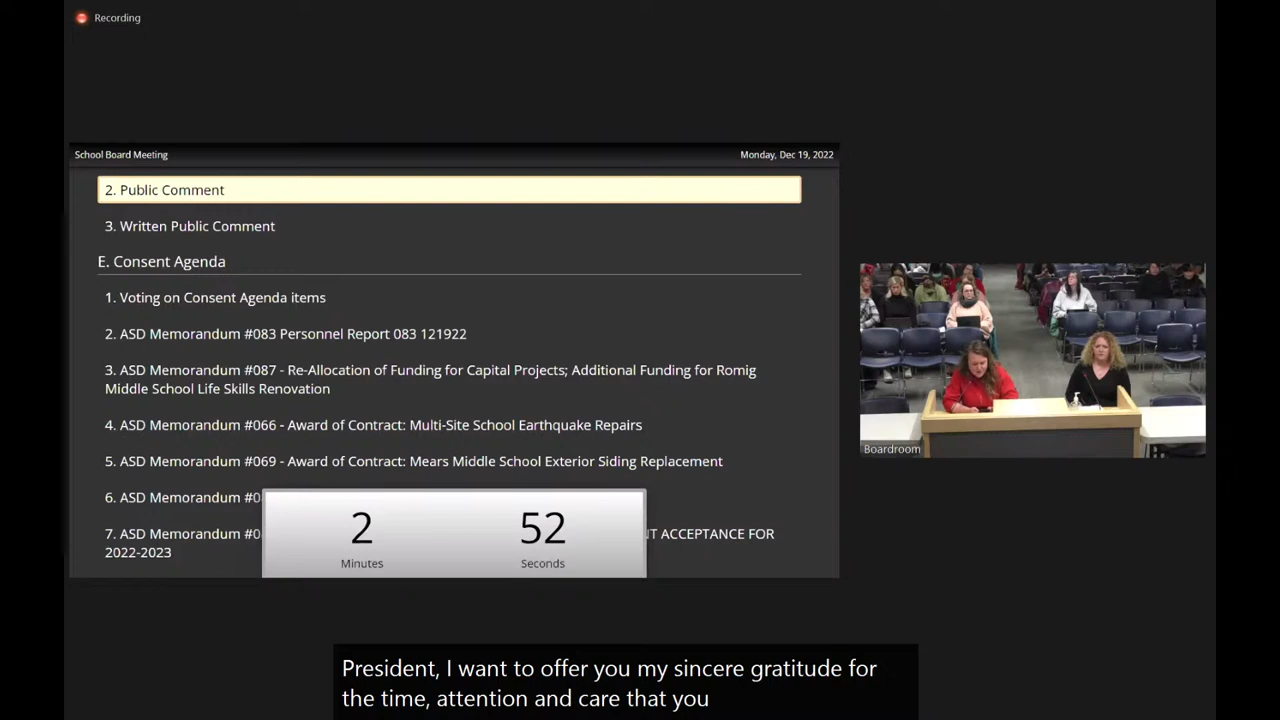 Recording
School Board Meeting
Monday, Dec 19, 2022
2. Public Comment
3. Written Public Comment
E. Consent Agenda
1. Voting on Consent Agenda items
2. ASD Memorandum #083 Personnel Report 083 121922
3. ASD Memorandum #087 - Re-Allocation of Funding for Capital Projects; Additional Funding for Romig
Middle School Life Skills Renovation
4. ASD Memorandum #066 - Award of Contract: Multi-Site School Earthquake Repairs
5. ASD Memorandum #069 - Award of Contract: Mears Middle School Exterior Siding Replacement
6. ASD Memorandum #0
7. ASD Memorandum #0 NT ACCEPTANCE FOR
2022-2023
2 52
Minutes Seconds
Boardroom
President, I want to offer you my sincere gratitude for
the time, attention and care that you